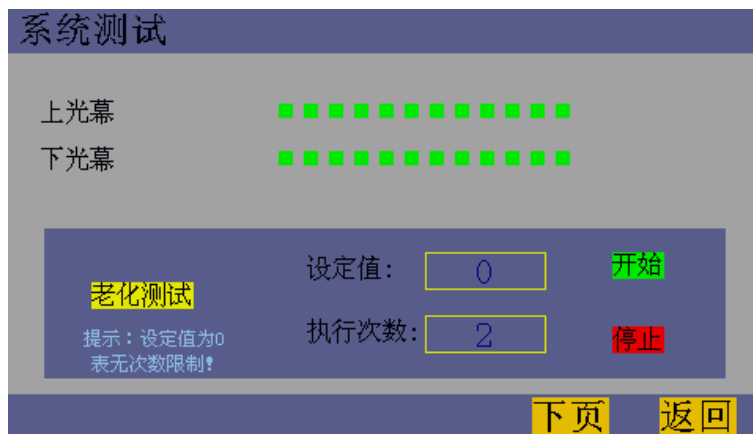 系统测试
上光幕
下光幕
设定值: 0 开始
老化测试
执行次数: 2 停止
提示：设定值为0
表无次数限制!
下页 返回